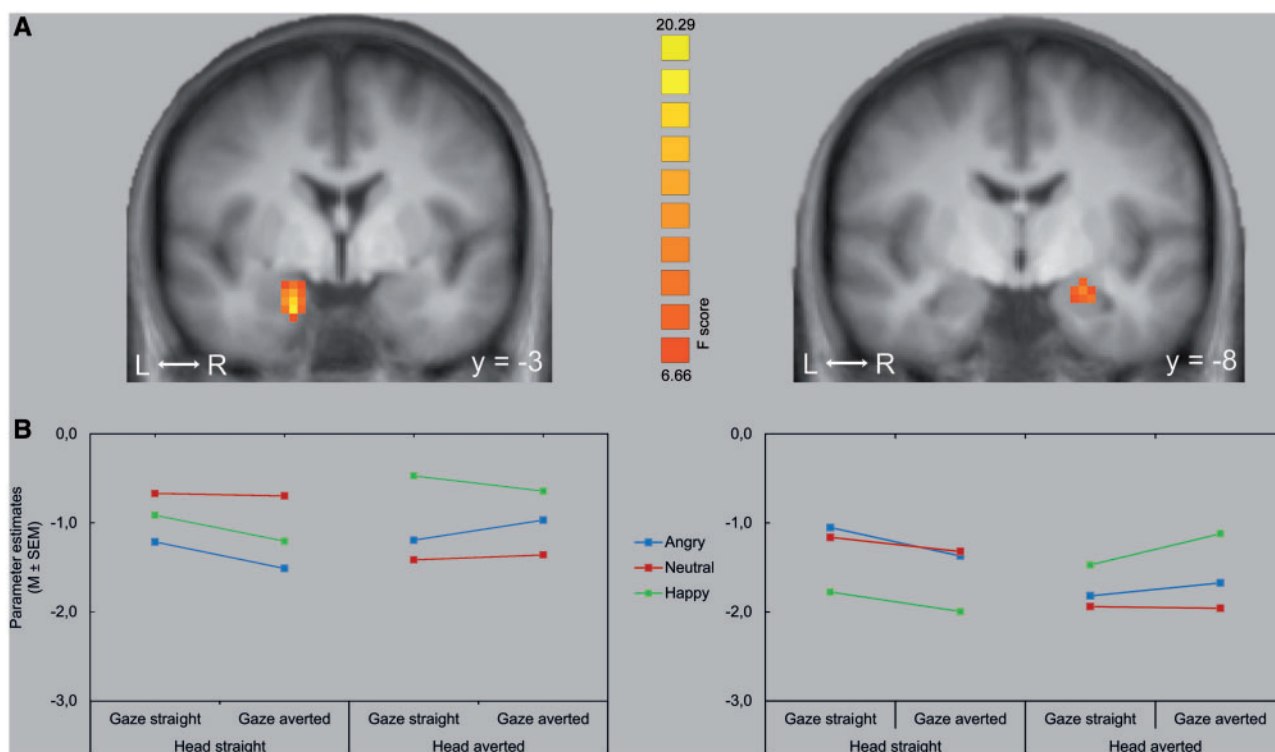 A
20.29
F score
6.66
L ↔ R
y = -3
L ↔ R
y = -8
B
Parameter estimates
(M ± SEM)
0,0
-1,0
-2,0
-3,0
Gaze straight Gaze averted Gaze straight Gaze averted
Head straight Head averted
Angry
Neutral
Happy
0,0
-1,0
-2,0
-3,0
Gaze straight Gaze averted Gaze straight Gaze averted
Head straight Head averted